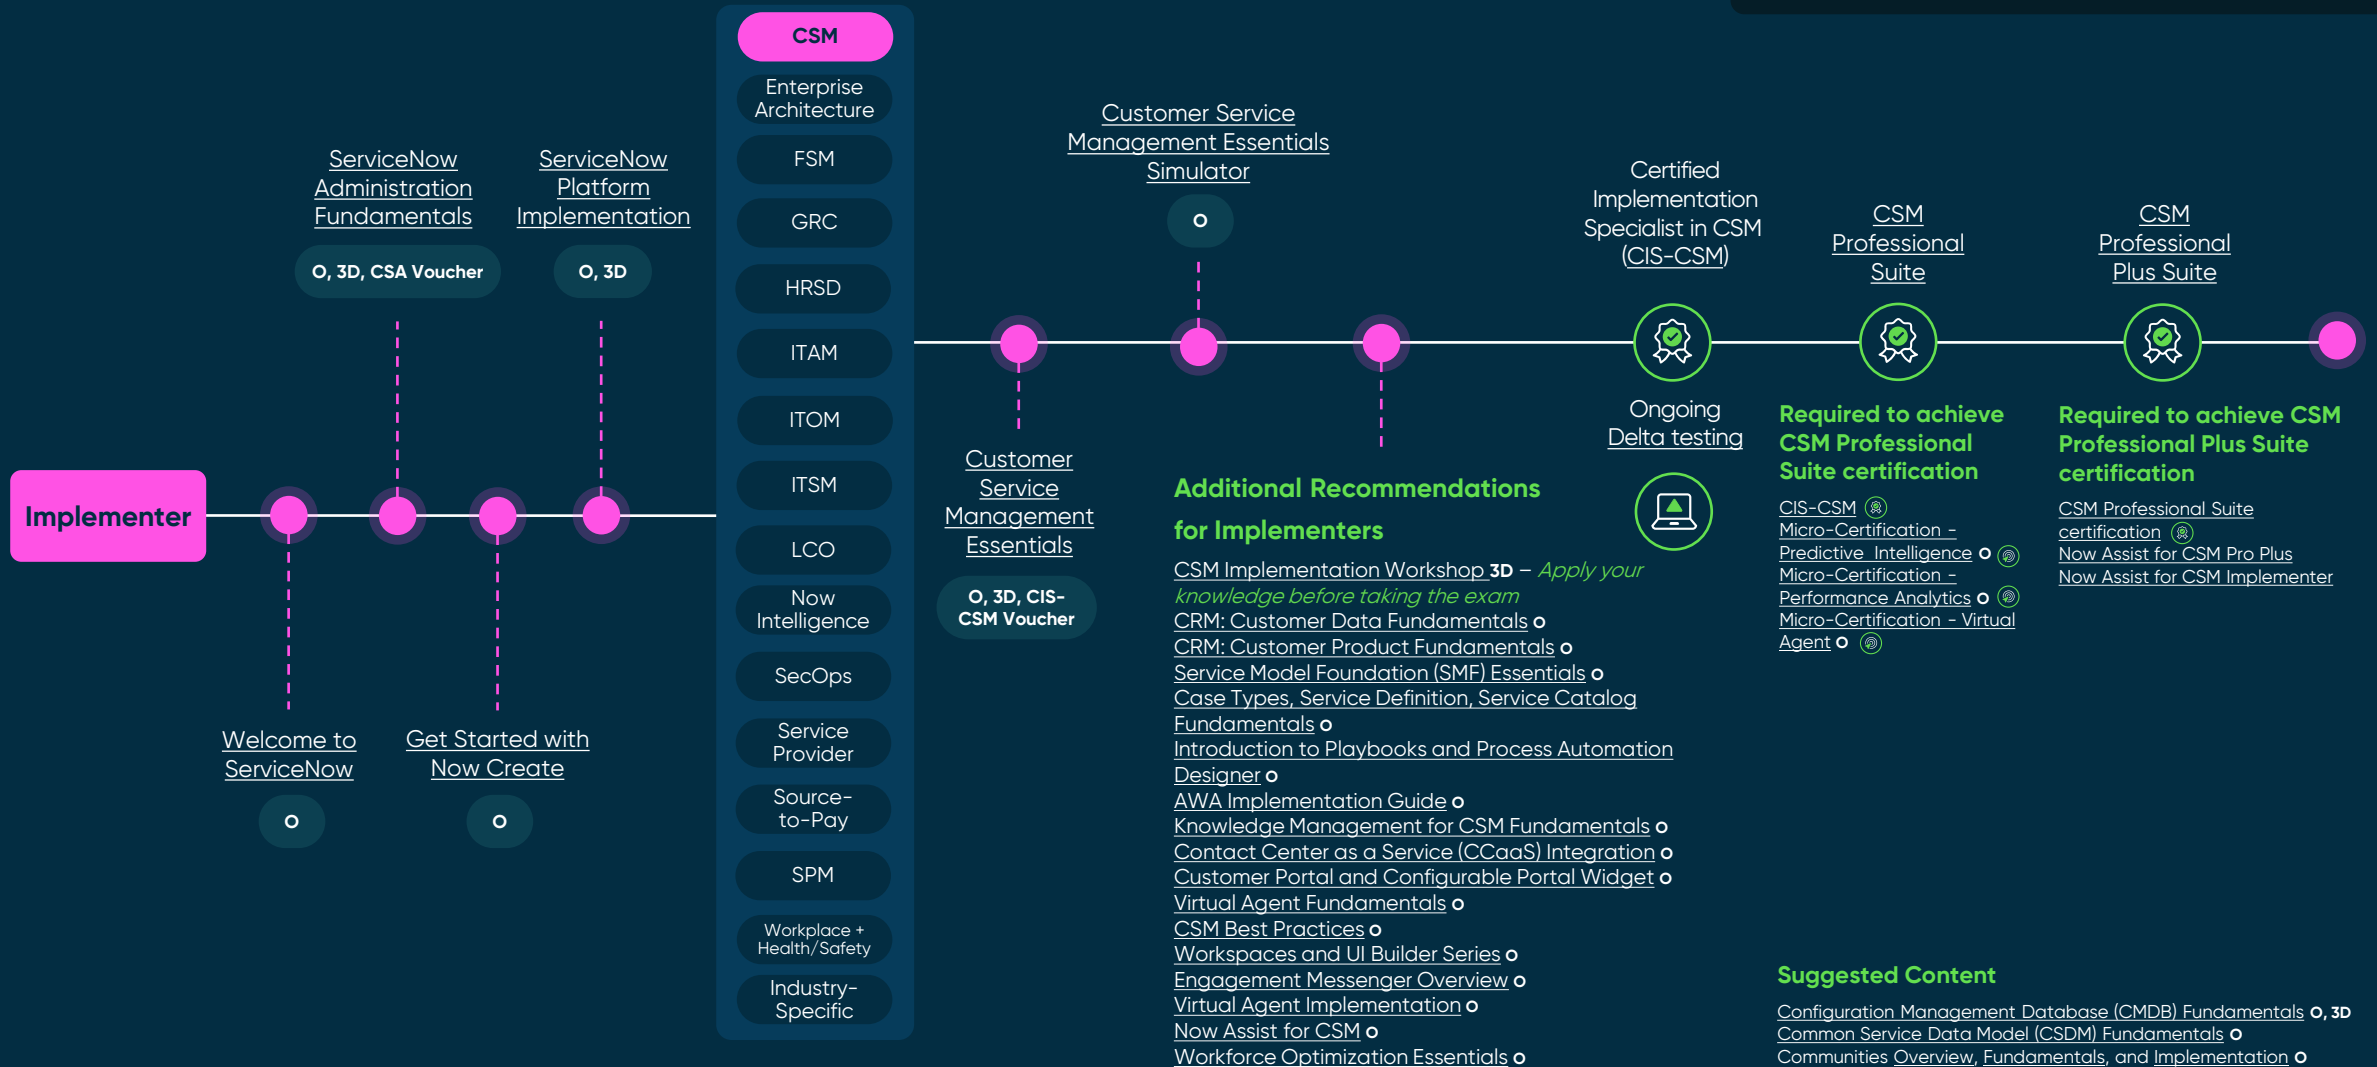 Implementer
Welcome to
ServiceNow
O
ServiceNow
Administration
Fundamentals
O, 3D, CSA Voucher
Get Started with
Now Create
O
ServiceNow
Platform
Implementation
O, 3D
CSM
Enterprise
Architecture
FSM
GRC
HRSD
ITAM
ITOM
ITSM
LCO
Now
Intelligence
SecOps
Service
Provider
Source-
to-Pay
SPM
Workplace +
Health/Safety
Industry-
Specific
Customer
Service
Management
Essentials
O, 3D, CIS-
CSM Voucher
Customer Service
Management Essentials
Simulator
O
Additional Recommendations
for Implementers
CSM Implementation Workshop 3D – Apply your
knowledge before taking the exam
CRM: Customer Data Fundamentals O
CRM: Customer Product Fundamentals O
Service Model Foundation (SMF) Essentials O
Case Types, Service Definition, Service Catalog
Fundamentals O
Introduction to Playbooks and Process Automation
Designer O
AWA Implementation Guide O
Knowledge Management for CSM Fundamentals O
Contact Center as a Service (CCaaS) Integration O
Customer Portal and Configurable Portal Widget O
Virtual Agent Fundamentals O
CSM Best Practices O
Workspaces and UI Builder Series O
Engagement Messenger Overview O
Virtual Agent Implementation O
Now Assist for CSM O
Workforce Optimization Essentials O
Certified
Implementation
Specialist in CSM
(CIS-CSM)
Ongoing
Delta testing
CSM
Professional
Suite
Required to achieve
CSM Professional
Suite certification
CIS-CSM
Micro-Certification -
Predictive Intelligence O
Micro-Certification -
Performance Analytics O
Micro-Certification - Virtual
Agent O
CSM
Professional
Plus Suite
Required to achieve CSM
Professional Plus Suite
certification
CSM Professional Suite
certification
Now Assist for CSM Pro Plus
Now Assist for CSM Implementer
Suggested Content
Configuration Management Database (CMDB) Fundamentals O, 3D
Common Service Data Model (CSDM) Fundamentals O
Communities Overview, Fundamentals, and Implementation O